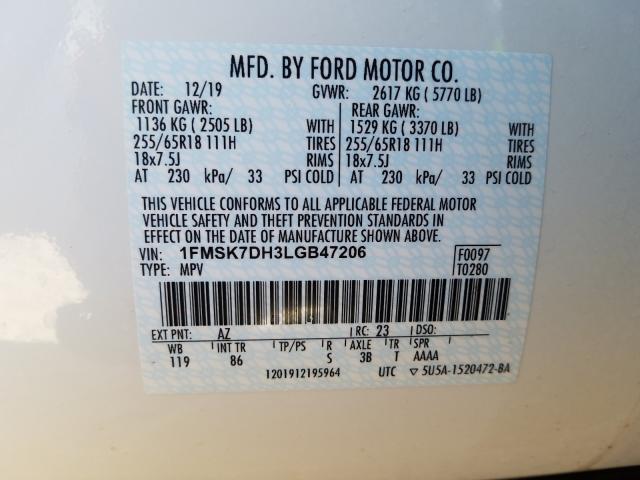 MFD. BY FORD MOTOR CO.
DATE: 12/19 GVWR: 2617 KG ( 5770 LB)
FRONT GAWR: REAR GAWR:
1136 KG ( 2505 LB) WITH 1529 KG ( 3370 LB) WITH
255/65R18 111H TIRES 255/65R18 111H TIRES
18x7.5J RIMS 18x7.5J RIMS
AT 230 kPa/ 33 PSI COLD AT 230 kPa/ 33 PSI COLD
THIS VEHICLE CONFORMS TO ALL APPLICABLE FEDERAL MOTOR
VEHICLE SAFETY AND THEFT PREVENTION STANDARDS IN
EFFECT ON THE DATE OF MANUFACTURE SHOWN ABOVE.
VIN: 1FMSK7DH3LGB47206 F0097
TYPE: MPV T0280
EXT PNT: AZ RC: 23 DSO:
WB INT TR TP/PS R AXLE TR SPR
119 86 S 3B T AAAA
1201912195964 UTC ▽ 5U5A-1520472-BA